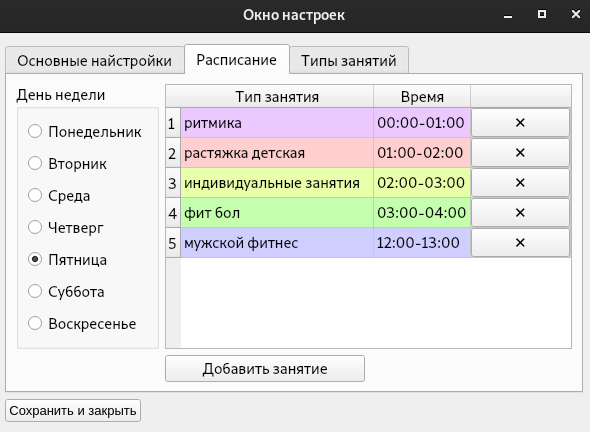 Окно настроек
Основные найстройки Расписание Типы занятий
День недели
Понедельник
Вторник
Среда
Четверг
Пятница
Суббота
Воскресенье
Тип занятия Время
1 ритмика 00:00-01:00 ✕
2 растяжка детская 01:00-02:00 ✕
3 индивидуальные занятия 02:00-03:00 ✕
4 фит бол 03:00-04:00 ✕
5 мужской фитнес 12:00-13:00 ✕
Добавить занятие
Сохранить и закрыть